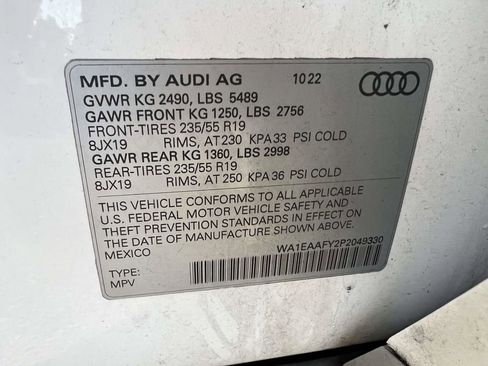 MFD. BY AUDI AG 10 22
GVWR KG 2490, LBS 5489
GAWR FRONT KG 1250, LBS 2756
FRONT-TIRES 235/55 R19
8JX19 RIMS, AT 230 KPA 33 PSI COLD
GAWR REAR KG 1360, LBS 2998
REAR-TIRES 235/55 R19
8JX19 RIMS, AT 250 KPA 36 PSI COLD
THIS VEHICLE CONFORMS TO ALL APPLICABLE
U.S. FEDERAL MOTOR VEHICLE SAFETY AND
THEFT PREVENTION STANDARDS IN EFFECT ON
THE DATE OF MANUFACTURE SHOWN ABOVE.
MEXICO
WA1EAAFY2P2049330
TYPE:
MPV